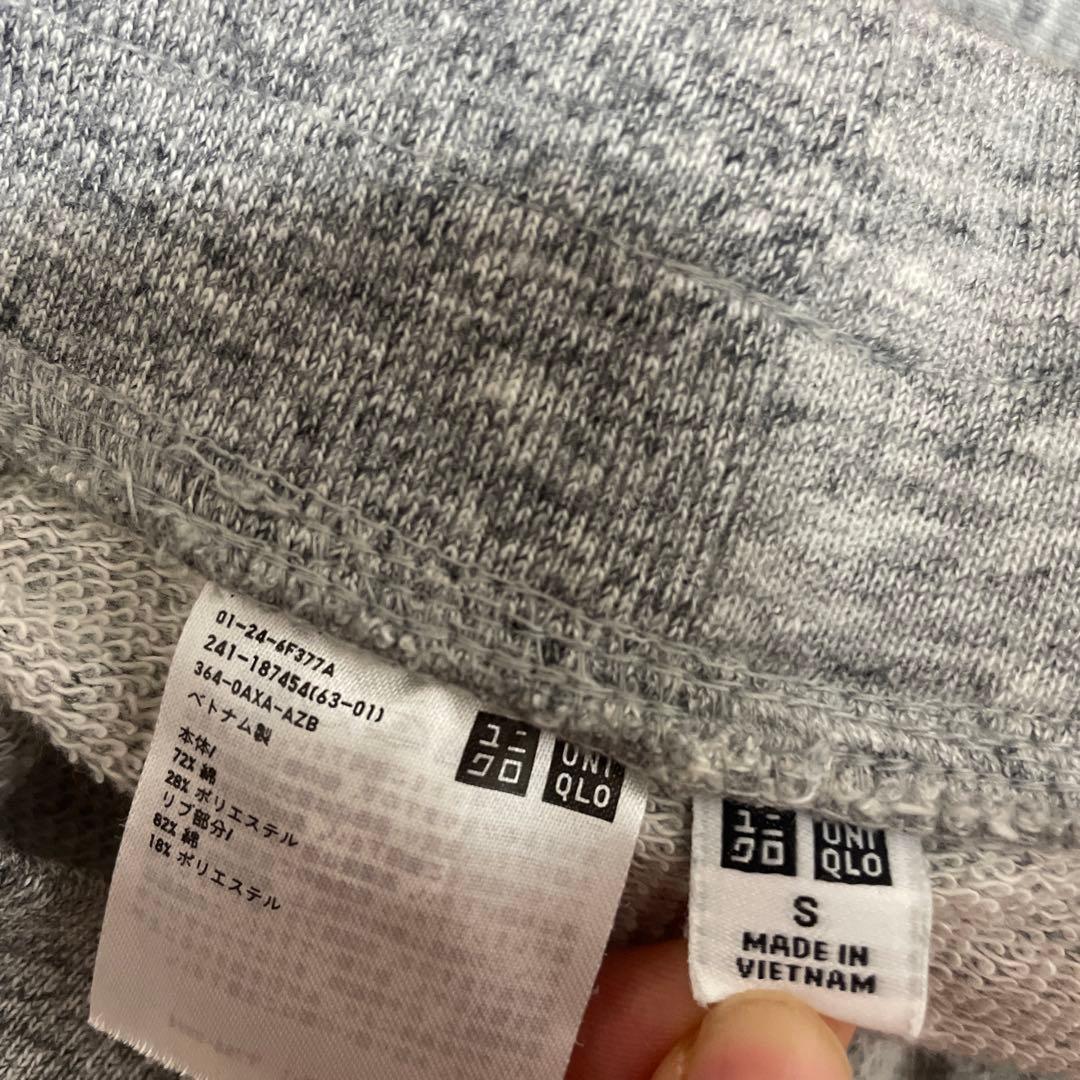 01-24-6F377A
241-187454(63-01)
364-0AXA-AZB
ベトナム製
本体/
72% 綿
28% ポリエステル
リブ部分/
82% 綿
18% ポリエステル
ユニ
クロ
UNI
QLO
ユニ
クロ
UNI
QLO
S
MADE IN
VIETNAM